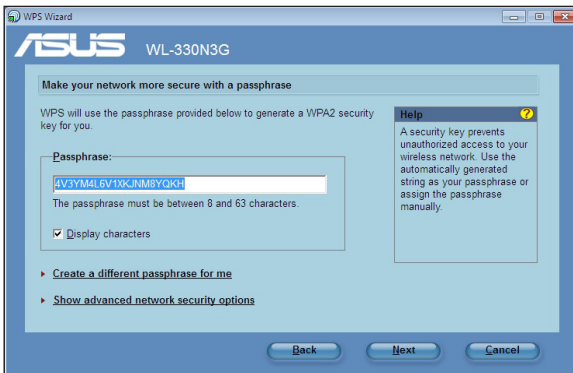 WPS Wizard
ASUS WL-330N3G
Make your network more secure with a passphrase
WPS will use the passphrase provided below to generate a WPA2 security
key for you.
Passphrase:
4V3YM4L6V1XKJNM8YQKH
The passphrase must be between 8 and 63 characters.
Display characters
Create a different passphrase for me
Show advanced network security options
Help
A security key prevents
unauthorized access to your
wireless network. Use the
automatically generated
string as your passphrase or
assign the passphrase
manually.
Back Next Cancel